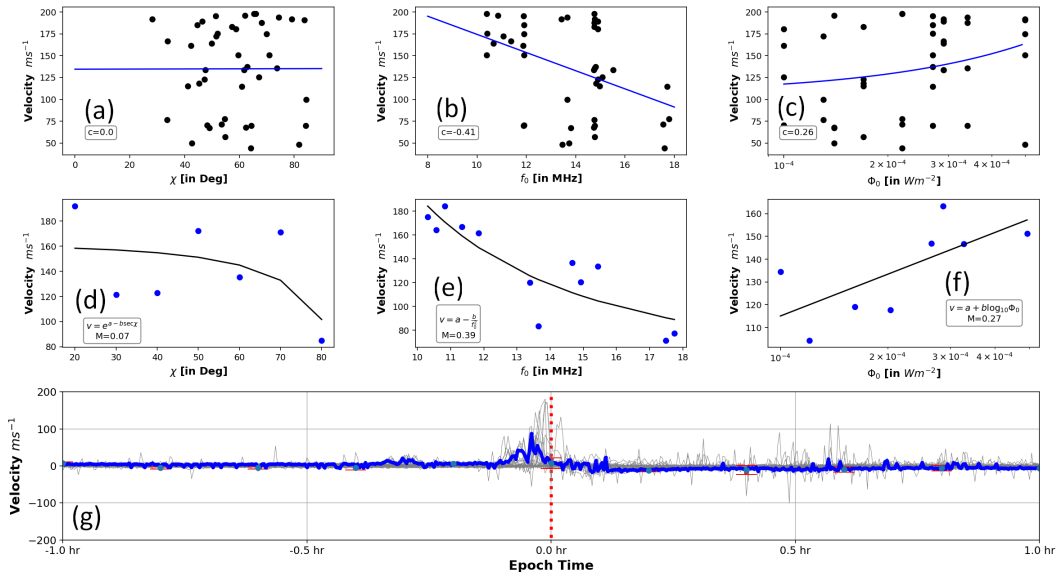 200
175
150
125
100
75
50
Velocity ms⁻¹
(a)
c=0.0
0 20 40 60 80
χ [in Deg]
200
175
150
125
100
75
50
Velocity ms⁻¹
(b)
c=-0.41
8 10 12 14 16 18
f₀ [in MHz]
200
175
150
125
100
75
50
Velocity ms⁻¹
(c)
c=0.26
10⁻⁴ 2 × 10⁻⁴ 3 × 10⁻⁴ 4 × 10⁻⁴
Φ₀ [in Wm⁻²]
180
160
140
120
100
80
Velocity ms⁻¹
(d)
v = e^{a − bsecχ}
M=0.07
20 30 40 50 60 70 80
χ [in Deg]
180
160
140
120
100
80
Velocity ms⁻¹
(e)
M=0.39
10 11 12 13 14 15 16 17 18
f₀ [in MHz]
160
150
140
130
120
110
Velocity ms⁻¹
(f)
v = a + blog₁₀Φ₀
M=0.27
10⁻⁴ 2 × 10⁻⁴ 3 × 10⁻⁴ 4 × 10⁻⁴
Φ₀ [in Wm⁻²]
200
100
0
−100
−200
Velocity ms⁻¹
(g)
-1.0 hr -0.5 hr 0.0 hr 0.5 hr 1.0 hr
Epoch Time